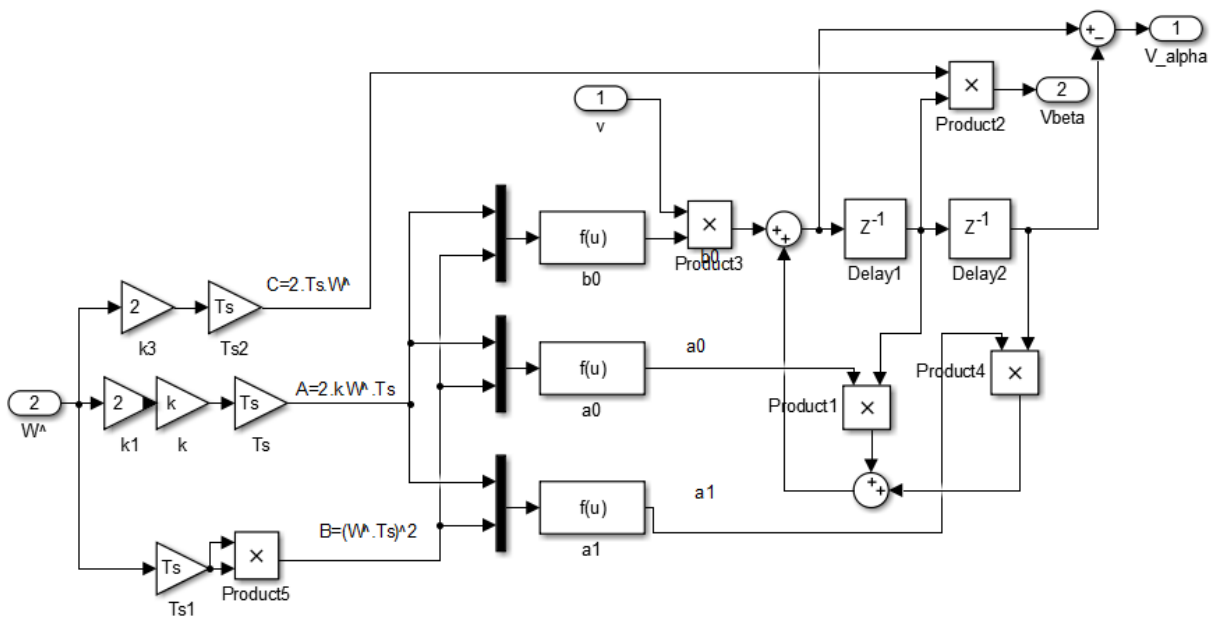 +
−
1
V_alpha
×
Product2
2
Vbeta
1
v
×
b0
Product3
+
+
Z-1
Delay1
Z-1
Delay2
f(u)
b0
C=2.Ts.W^
2
k3
Ts
Ts2
f(u)
a0
a0
×
Product4
×
Product1
2
W^
2
k1
k
k
Ts
Ts
A=2.k.W^.Ts
+
+
f(u)
a1
a1
B=(W^.Ts)^2
Ts
Ts1
×
Product5